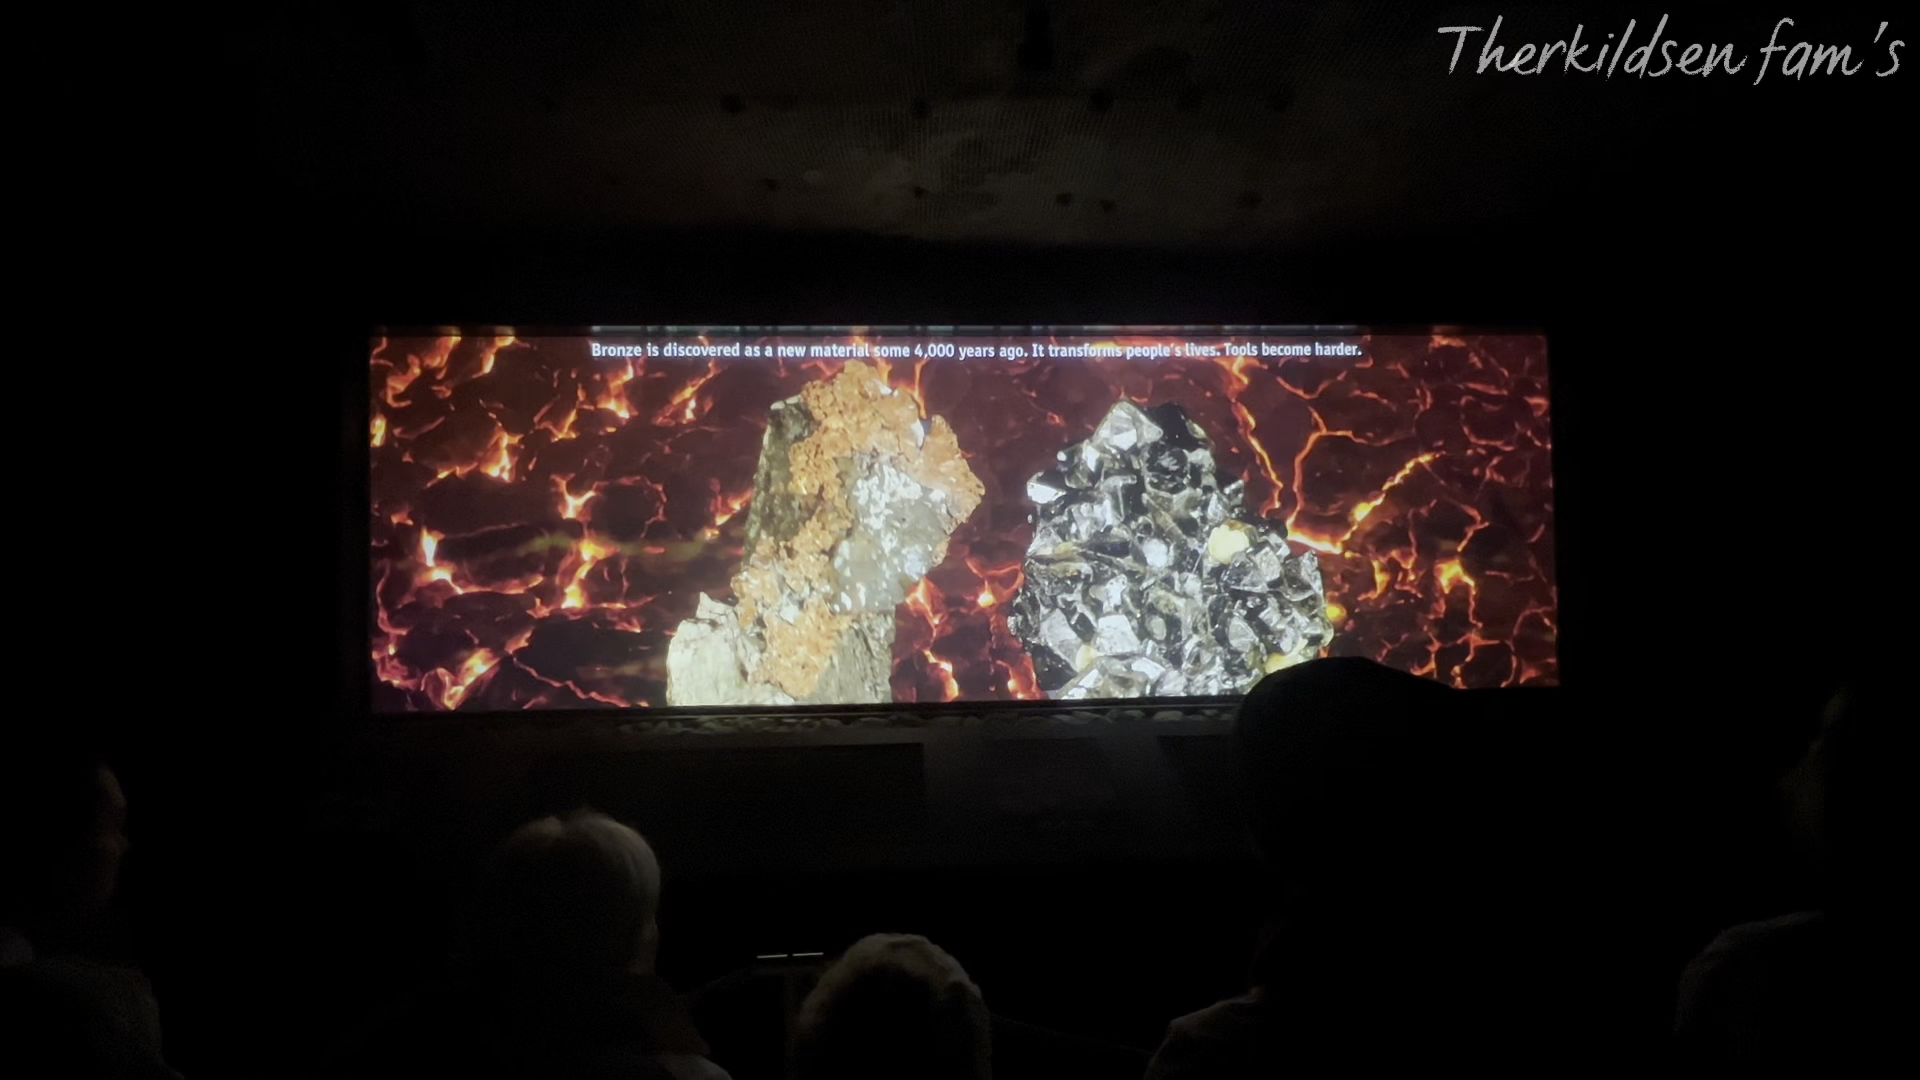 Therkildsen fam's
Bronze is discovered as a new material some 4,000 years ago. It transforms people's lives. Tools become harder.